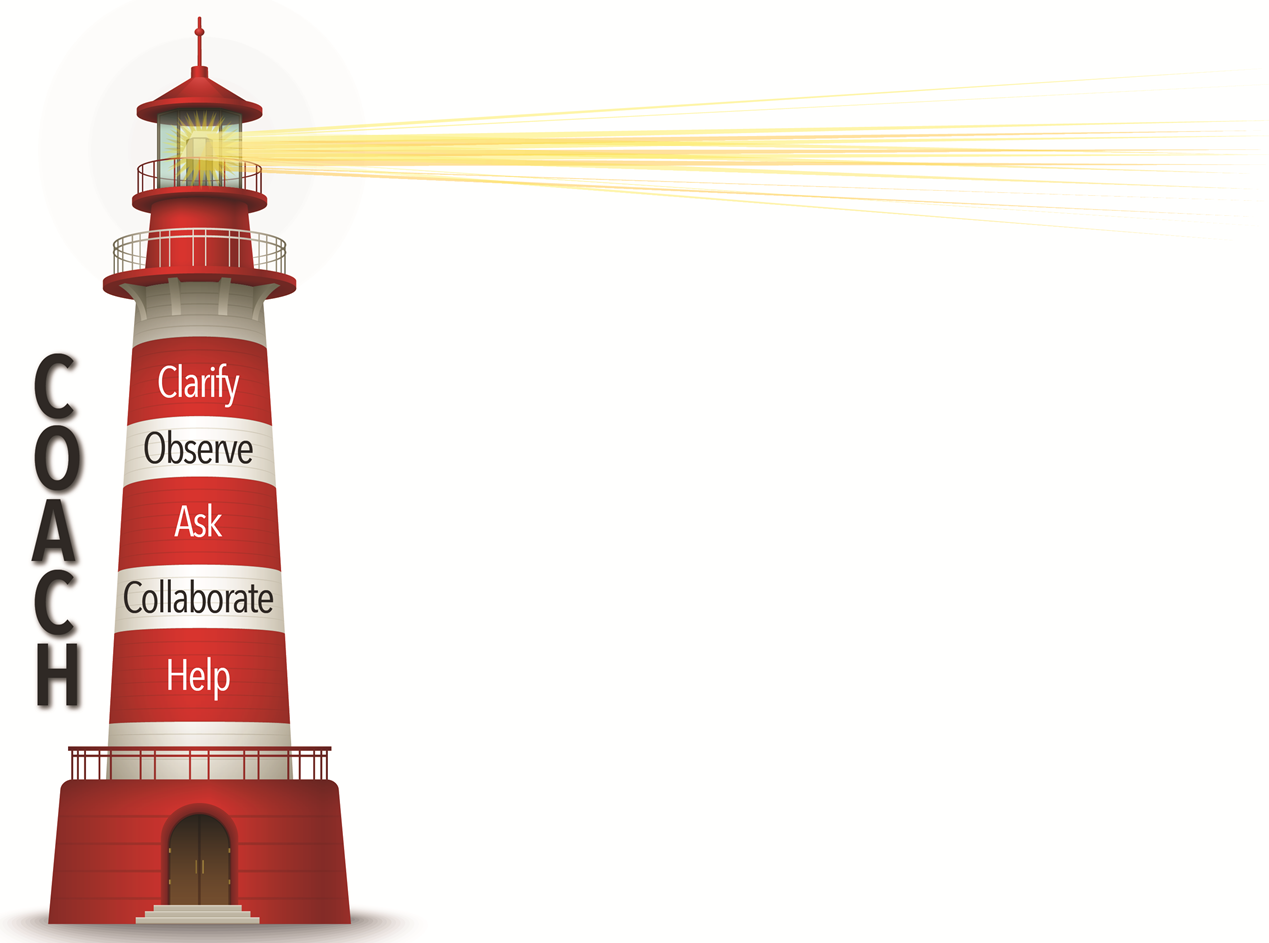 COACH
Clarify
Observe
Ask
Collaborate
Help